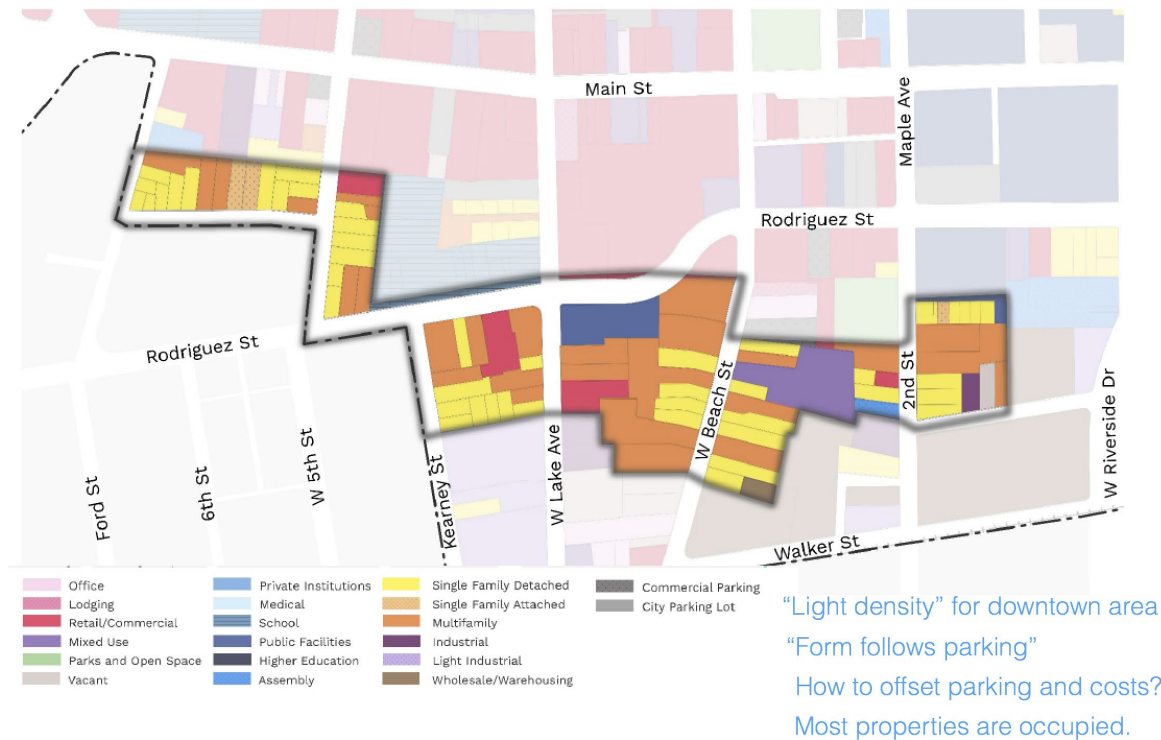 Main St
Maple Ave
Rodriguez St
Rodriguez St
2nd St
W Beach St
W Riverside Dr
W Lake Ave
Kearney St
W 5th St
6th St
Ford St
Walker St
Office
Lodging
Retail/Commercial
Mixed Use
Parks and Open Space
Vacant
Private Institutions
Medical
School
Public Facilities
Higher Education
Assembly
Single Family Detached
Single Family Attached
Multifamily
Industrial
Light Industrial
Wholesale/Warehousing
Commercial Parking
City Parking Lot
“Light density” for downtown area
“Form follows parking”
How to offset parking and costs?
Most properties are occupied.